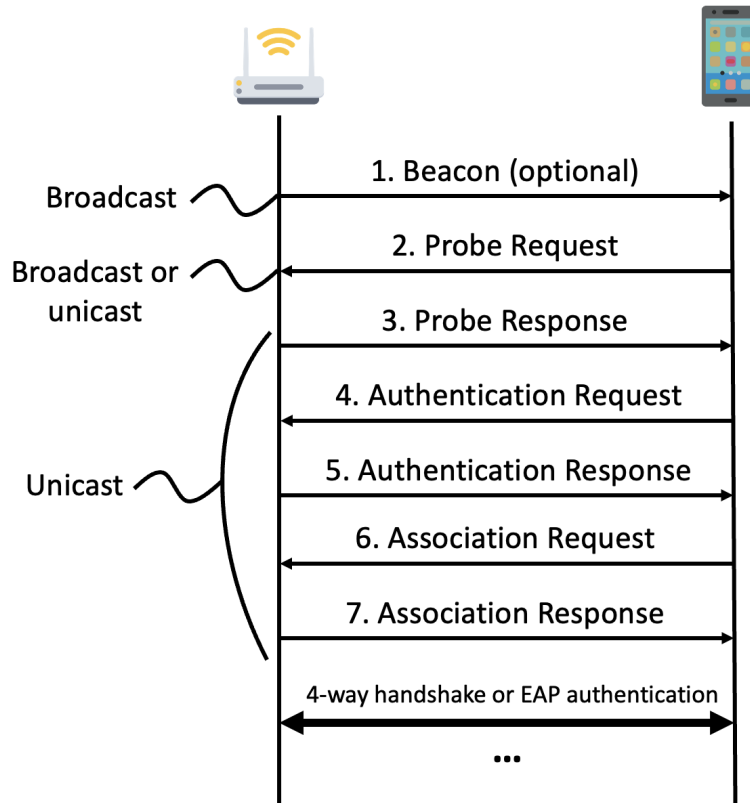 1. Beacon (optional)
Broadcast
2. Probe Request
Broadcast or
unicast
3. Probe Response
4. Authentication Request
5. Authentication Response
Unicast
6. Association Request
7. Association Response
4-way handshake or EAP authentication
...